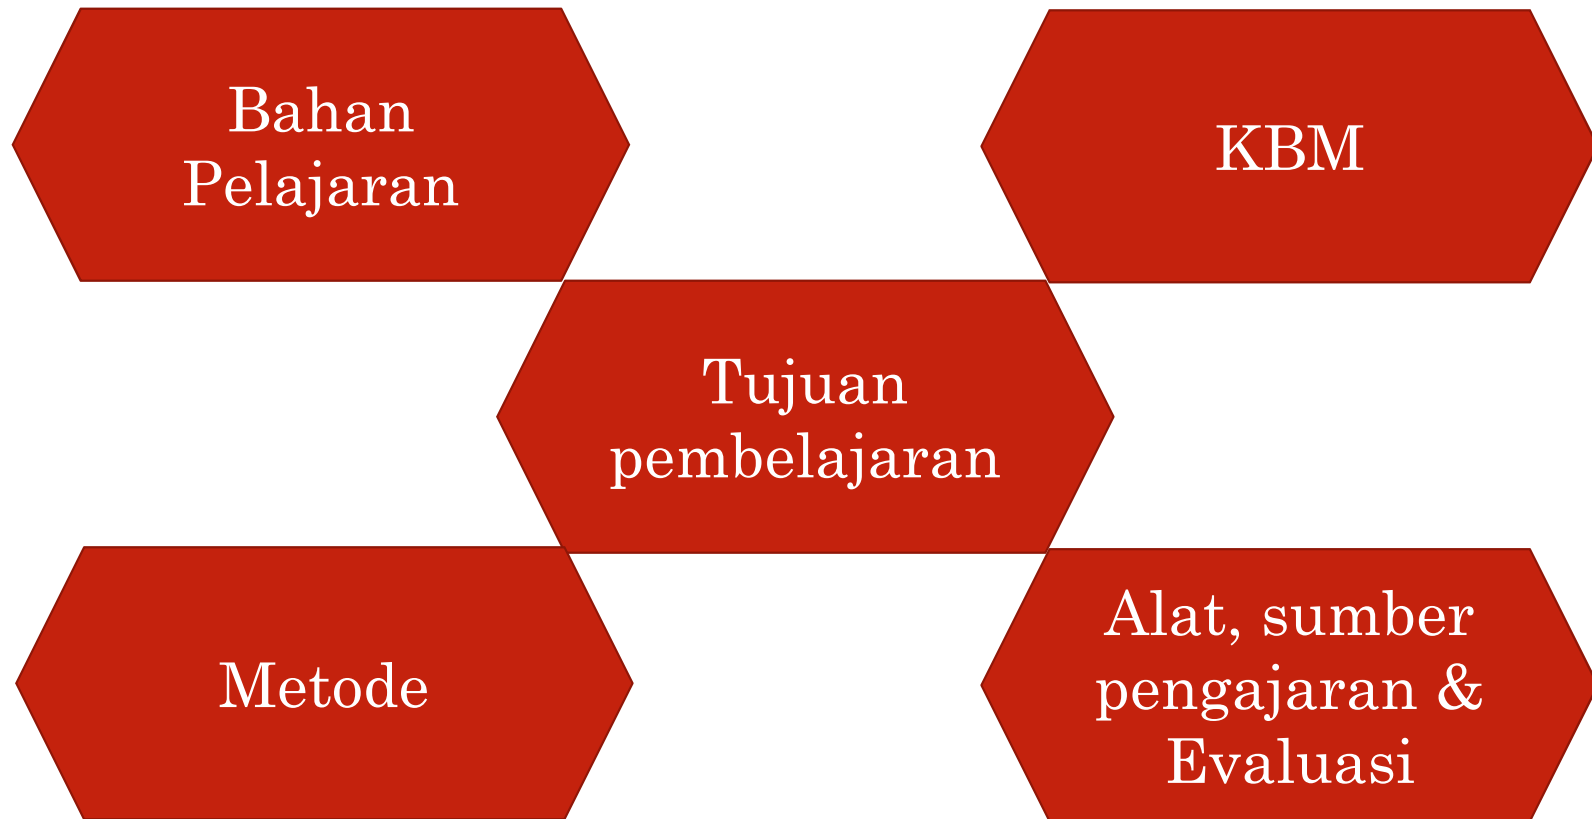 Bahan
Pelajaran
KBM
Tujuan
pembelajaran
Metode
Alat, sumber
pengajaran &
Evaluasi